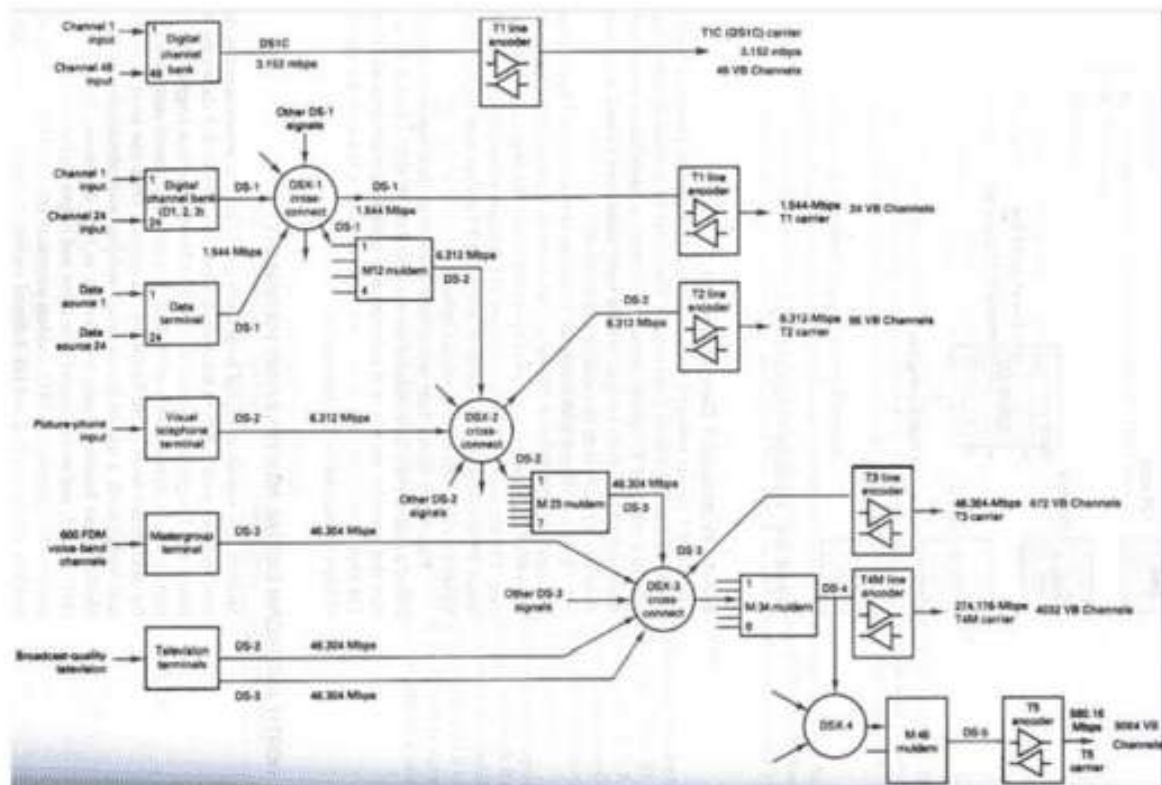 Channel 1
input
Channel 48
input
1
48
Digital
channel
bank
DS1C
3.152 mbps
T1 line
encoder
T1C (DS1C) carrier
3.152 mbps
48 VB Channels
Other DS-1
signals
Channel 1
input
Channel 24
input
1
24
Digital
channel bank
(D1, 2, 3)
DS-1
DSX-1
cross-
connect
DS-1
1.544 Mbps
T1 line
encoder
1.544-Mbps
T1 carrier
24 VB Channels
1.544 Mbps
DS-1
1
4
M12 muldem
6.312 Mbps
DS-2
Data
source 1
Data
source 24
1
24
Data
terminal
DS-1
DS-2
6.312 Mbps
T2 line
encoder
6.312-Mbps
T2 carrier
96 VB Channels
Picture-phone
input
Visual
telephone
terminal
DS-2
6.312 Mbps
DSX-2
cross-
connect
Other DS-2
signals
DS-2
1
7
M 23 muldem
46.304 Mbps
DS-3
T3 line
encoder
46.304-Mbps
T3 carrier
672 VB Channels
600 FDM
voice-band
channels
Mastergroup
terminal
DS-3
46.304 Mbps
DS-3
Other DS-3
signals
DSX-3
cross
connect
1
6
M 34 muldem
DS-4
T4M line
encoder
274.176-Mbps
T4M carrier
4032 VB Channels
Broadcast-quality
television
Television
terminals
DS-3
46.304 Mbps
DS-3
46.304 Mbps
DSX 4
muldem
DS-5
T5
encoder
560.16
Mbps
VB
Channels
T5
carrier